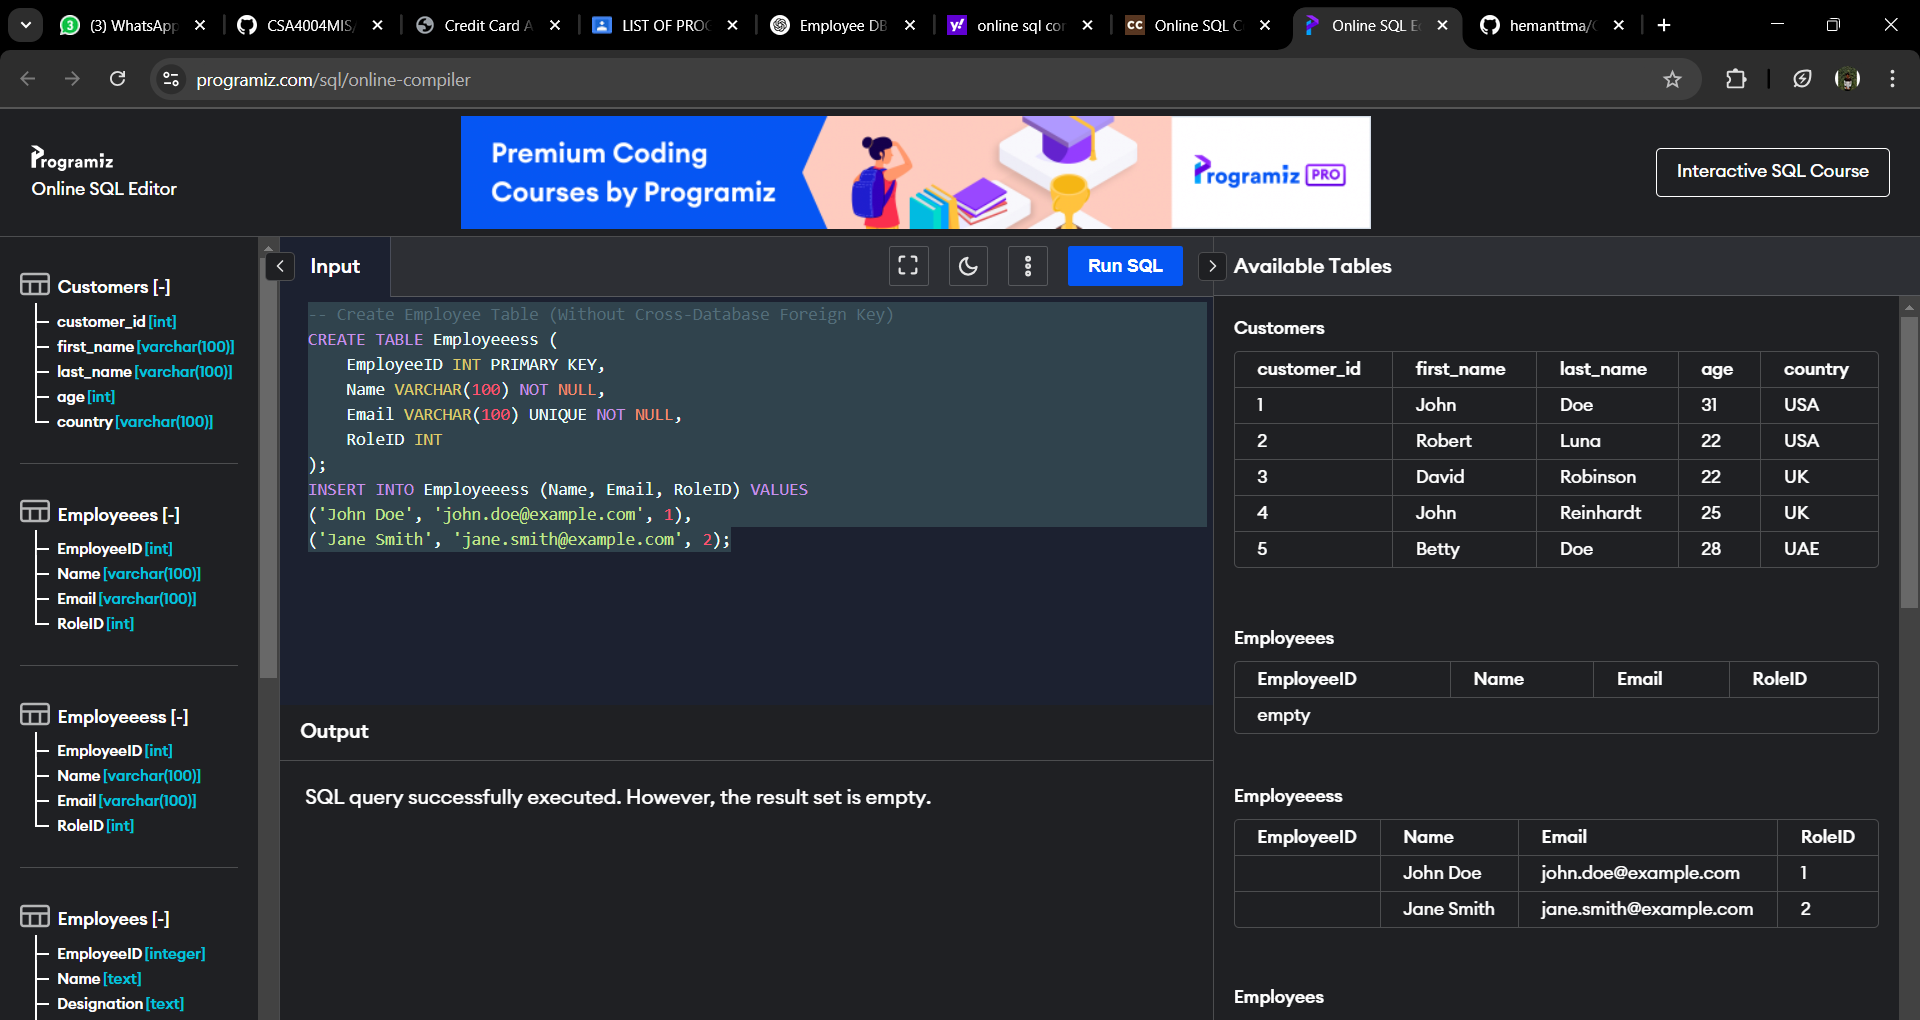 (3) WhatsApp
CSA4004MIS/
Credit Card A
LIST OF PROG
Employee DB
online sql cor
Online SQL C
Online SQL E
hemanttma/
programiz.com/sql/online-compiler
Programiz
Online SQL Editor
Premium Coding
Courses by Programiz
Programiz PRO
Interactive SQL Course
Customers [-]
customer_id [int]
first_name [varchar(100)]
last_name [varchar(100)]
age [int]
country [varchar(100)]
Employeees [-]
EmployeeID [int]
Name [varchar(100)]
Email [varchar(100)]
RoleID [int]
Employeeess [-]
EmployeeID [int]
Name [varchar(100)]
Email [varchar(100)]
RoleID [int]
Employees [-]
EmployeeID [integer]
Name [text]
Designation [text]
Input
Run SQL
-- Create Employee Table (Without Cross-Database Foreign Key)
CREATE TABLE Employeeess (
EmployeeID INT PRIMARY KEY,
Name VARCHAR(100) NOT NULL,
Email VARCHAR(100) UNIQUE NOT NULL,
RoleID INT
);
INSERT INTO Employeeess (Name, Email, RoleID) VALUES
('John Doe', 'john.doe@example.com', 1),
('Jane Smith', 'jane.smith@example.com', 2);
Output
SQL query successfully executed. However, the result set is empty.
Available Tables
Customers
customer_id first_name last_name age country
1 John Doe 31 USA
2 Robert Luna 22 USA
3 David Robinson 22 UK
4 John Reinhardt 25 UK
5 Betty Doe 28 UAE
Employeees
EmployeeID Name Email RoleID
empty
Employeeess
EmployeeID Name Email RoleID
John Doe john.doe@example.com 1
Jane Smith jane.smith@example.com 2
Employees